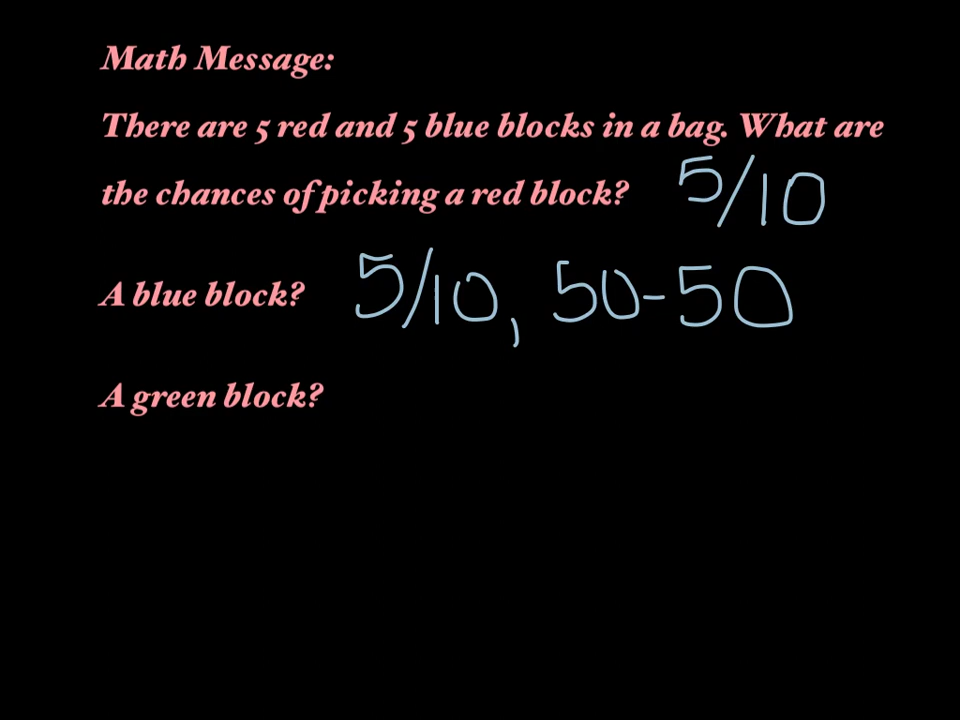 Math Message:
There are 5 red and 5 blue blocks in a bag. What are
the chances of picking a red block? 5/10
A blue block? 5/10, 50-50
A green block?